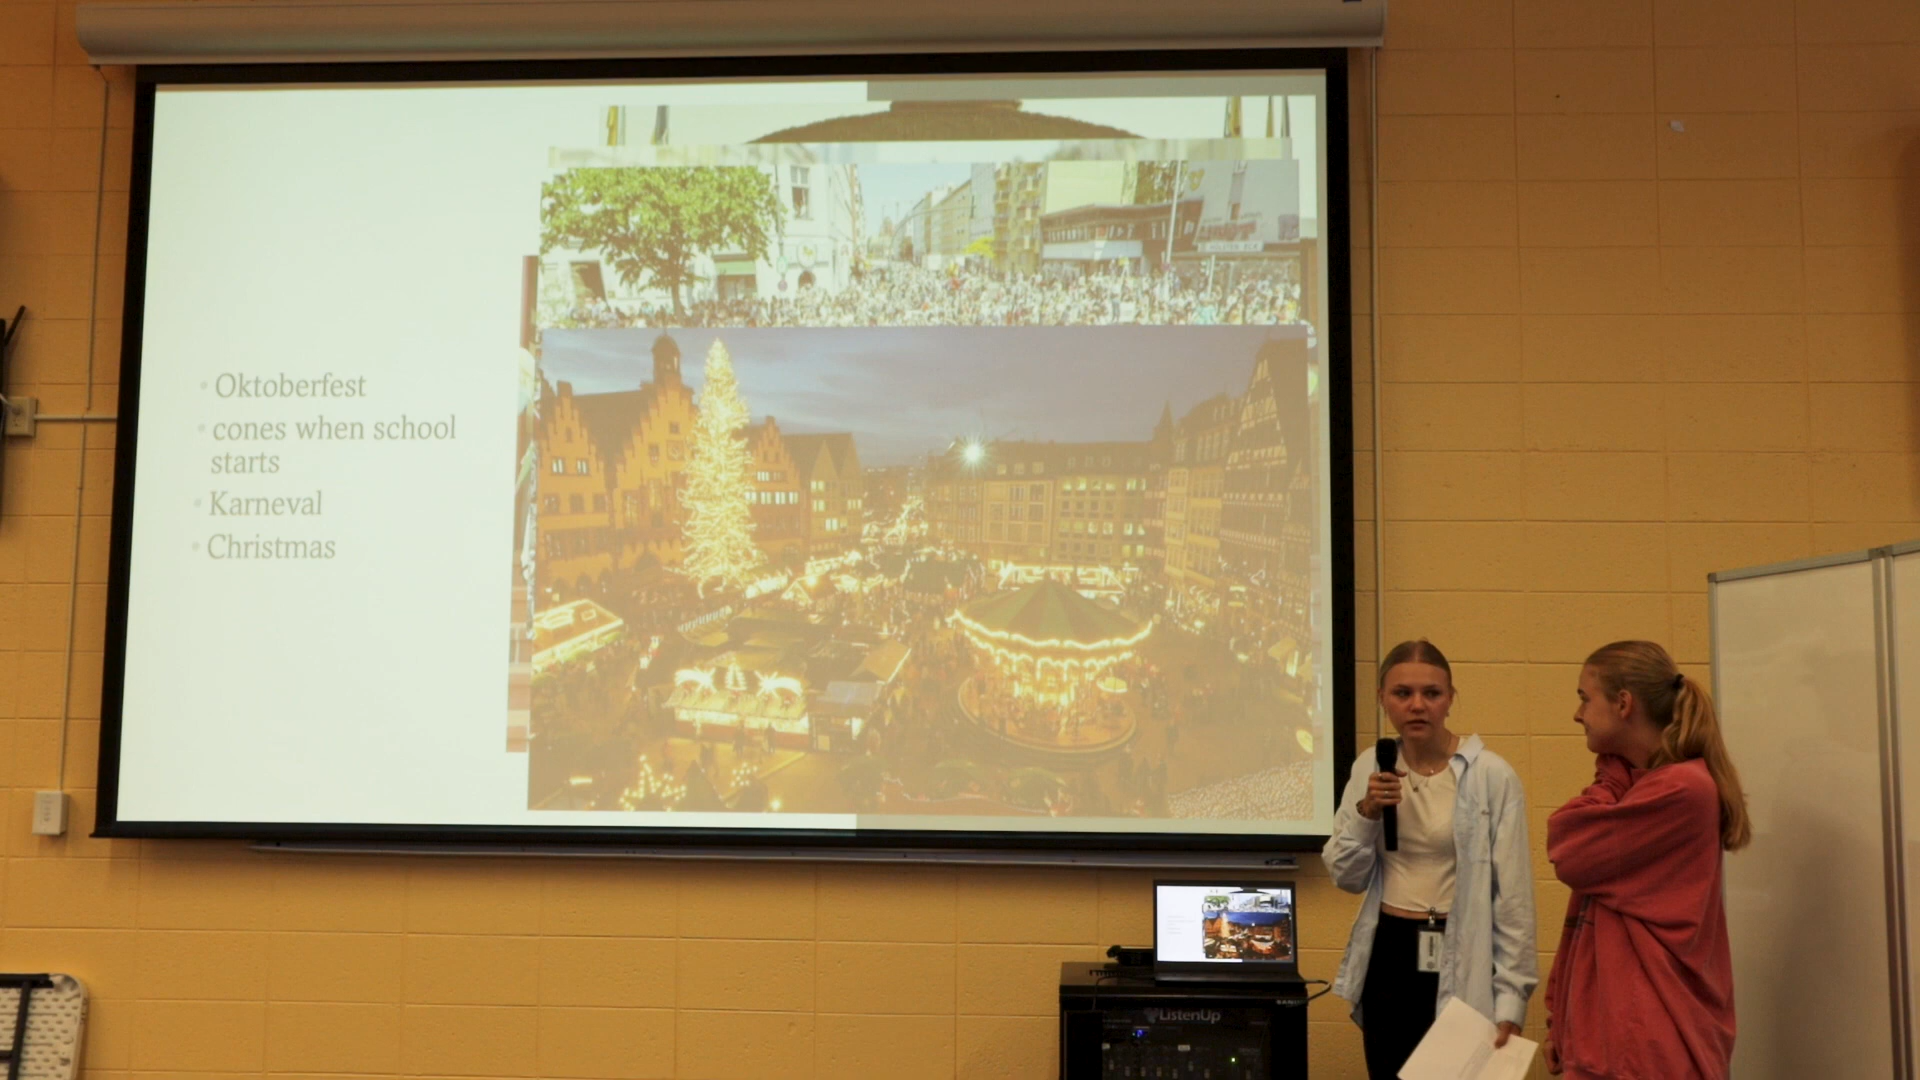 Oktoberfest
cones when school
starts
Karneval
Christmas
ListenUp